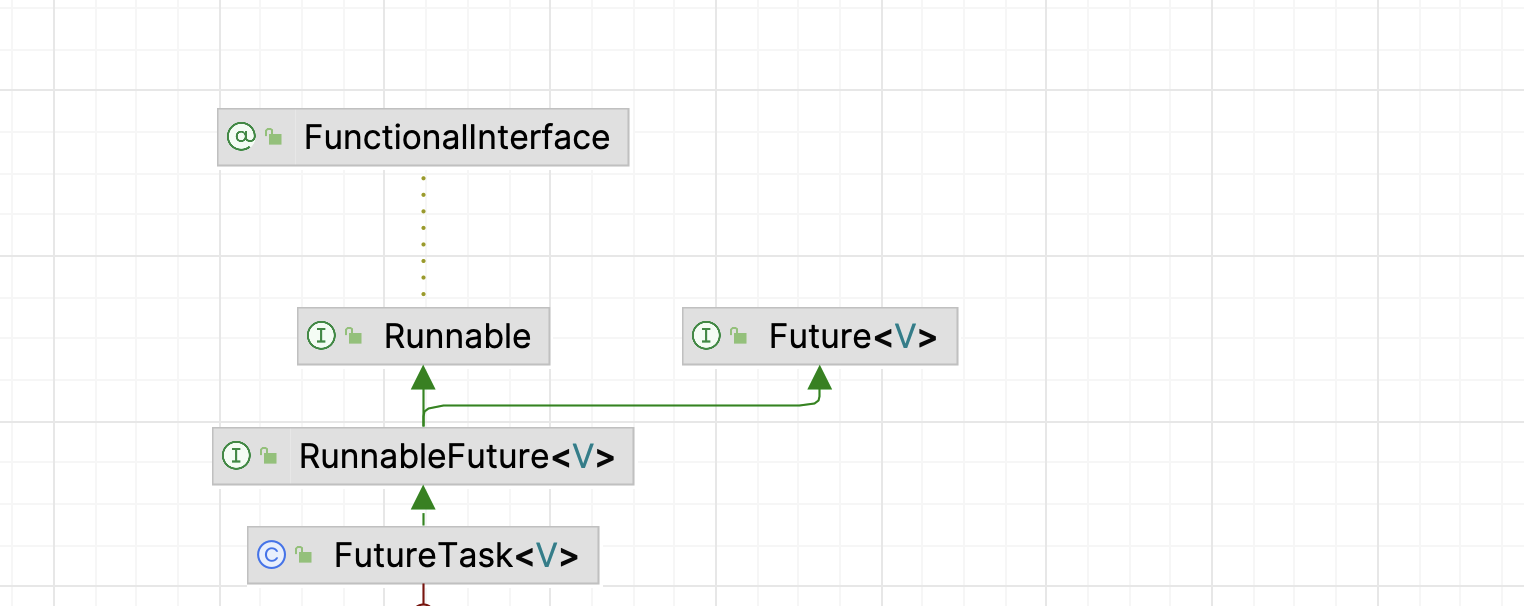 @ FunctionalInterface
I Runnable
I Future<V>
I RunnableFuture<V>
C FutureTask<V>